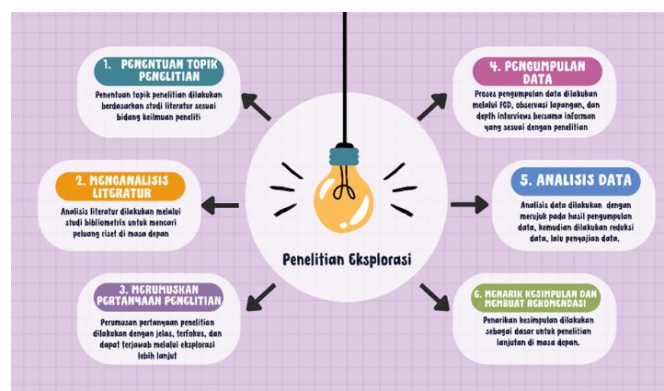 1. PENENTUAN TOPIK
PENELITIAN
Penentuan topik penelitian dilakukan
berdasarkan studi literatur sesuai
bidang keilmuan peneliti
2. MENGANALISIS
LITERATUR
Analisis literatur dilakukan melalui
studi bibliometrix untuk mencari
peluang riset di masa depan
3. MERUMUSKAN
PERTANYAAN PENELITIAN
Perumusan pertanyaan penelitian
dilakukan dengan jelas, terfokus, dan
dapat terjawab melalui eksplorasi
lebih lanjut
Penelitian Eksplorasi
4. PENGUMPULAN
DATA
Proses pengumpulan data dilakukan
melalui FGD, observasi lapangan, dan
depth interviews bersama informan
yang sesuai dengan penelitian
5. ANALISIS DATA
Analisis data dilakukan dengan
merujuk pada hasil pengumpulan
data, kemudian dilakukan reduksi
data, lalu penyajian data.
6. MENARIK KESIMPULAN DAN
MEMBUAT REKOMENDASI
Penarikan kesimpulan dilakukan
sebagai dasar untuk penelitian
lanjutan di masa depan.